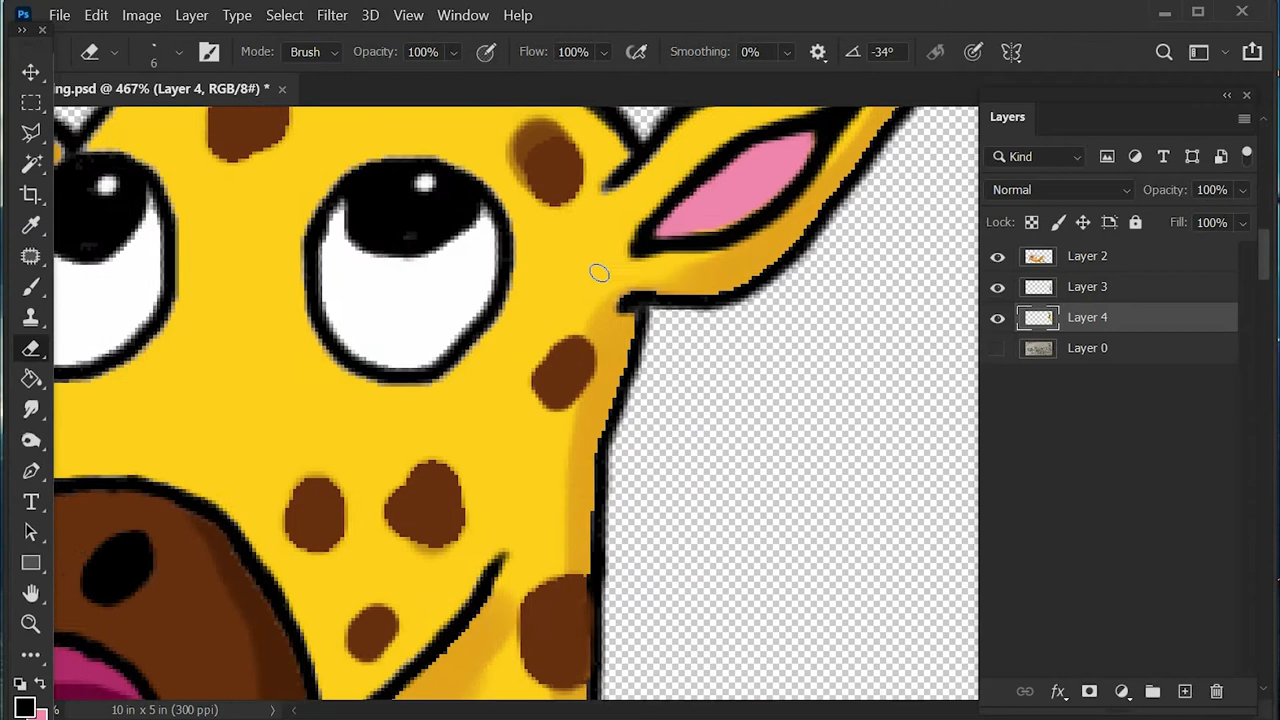 Ps File Edit Image Layer Type Select Filter 3D View Window Help
6 Mode: Brush Opacity: 100% Flow: 100% Smoothing: 0% -34°
ing.psd @ 467% (Layer 4, RGB/8#) *
Layers
Kind
Normal Opacity: 100%
Lock: Fill: 100%
Layer 2
Layer 3
Layer 4
Layer 0
% 10 in x 5 in (300 ppi)